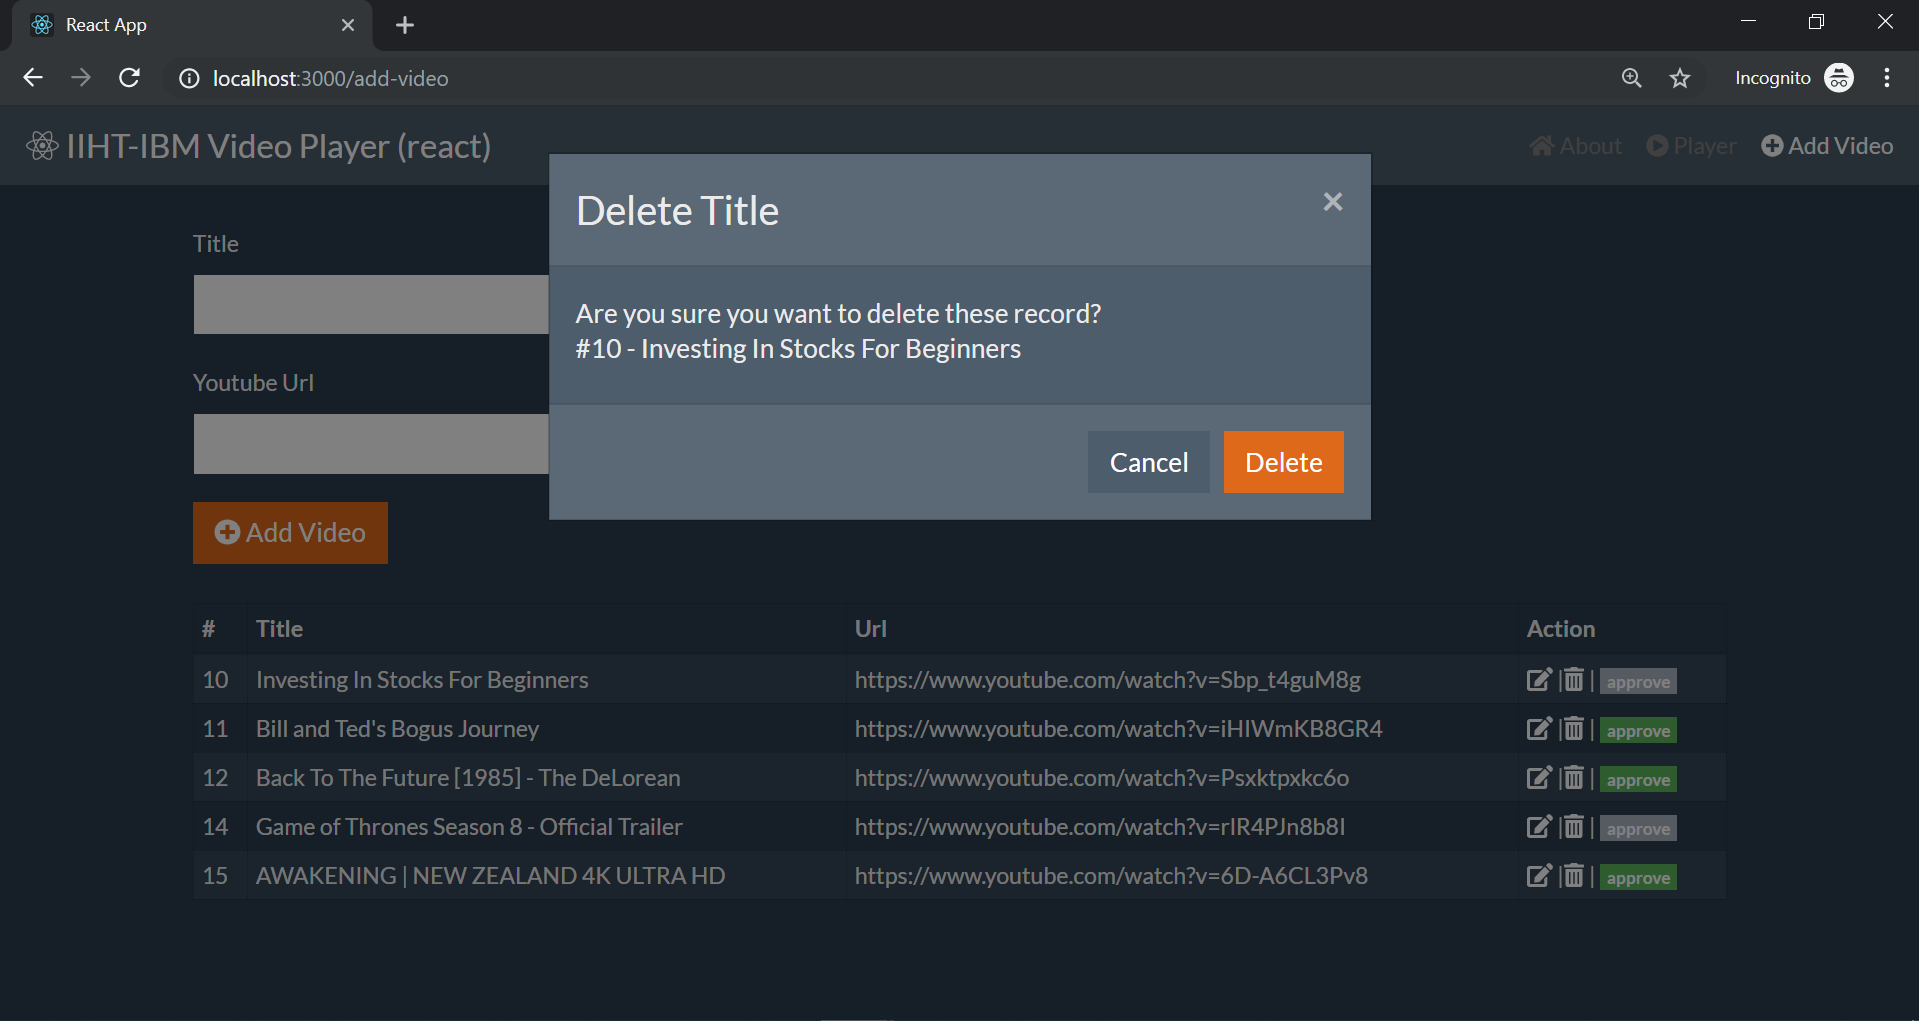 React App
localhost:3000/add-video
Incognito
IIHT-IBM Video Player (react)
About Player Add Video
Delete Title
Are you sure you want to delete these record?
#10 - Investing In Stocks For Beginners
Cancel Delete
Title
Youtube Url
Add Video
# Title Url Action
10 Investing In Stocks For Beginners https://www.youtube.com/watch?v=Sbp_t4guM8g | | approve
11 Bill and Ted's Bogus Journey https://www.youtube.com/watch?v=iHIWmKB8GR4 | | approve
12 Back To The Future [1985] - The DeLorean https://www.youtube.com/watch?v=Psxktpxkc6o | | approve
14 Game of Thrones Season 8 - Official Trailer https://www.youtube.com/watch?v=rlR4PJn8b8I | | approve
15 AWAKENING | NEW ZEALAND 4K ULTRA HD https://www.youtube.com/watch?v=6D-A6CL3Pv8 | | approve